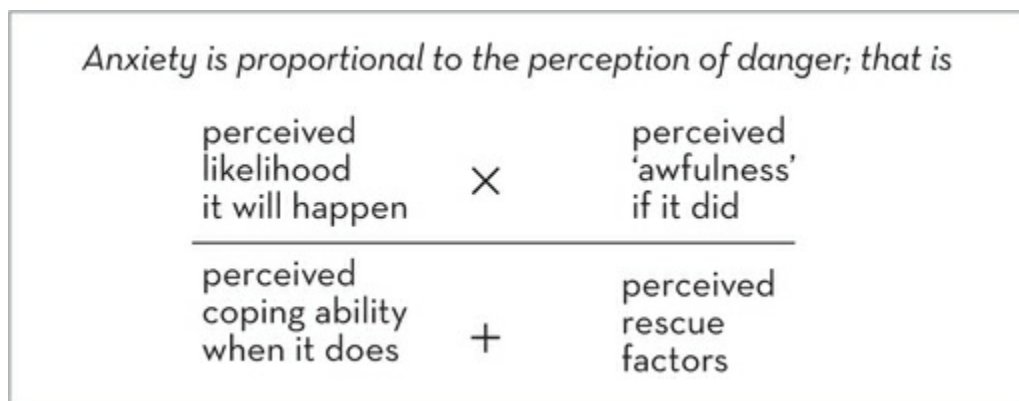 Anxiety is proportional to the perception of danger; that is
perceived likelihood it will happen × perceived ‘awfulness’ if it did
perceived coping ability when it does + perceived rescue factors